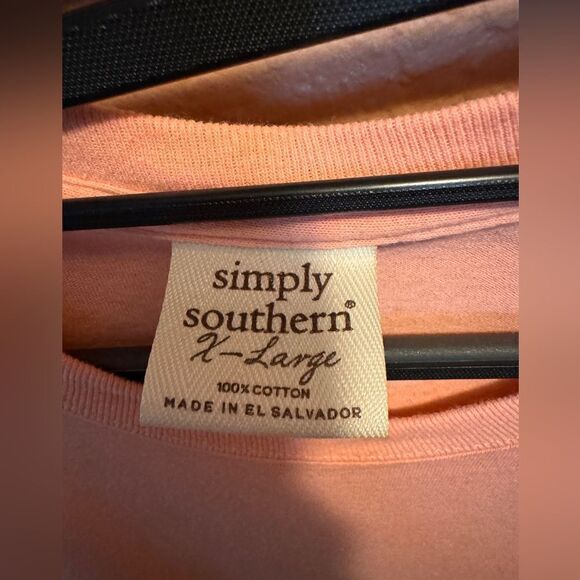 simply
southern®
X-Large
100% COTTON
MADE IN EL SALVADOR